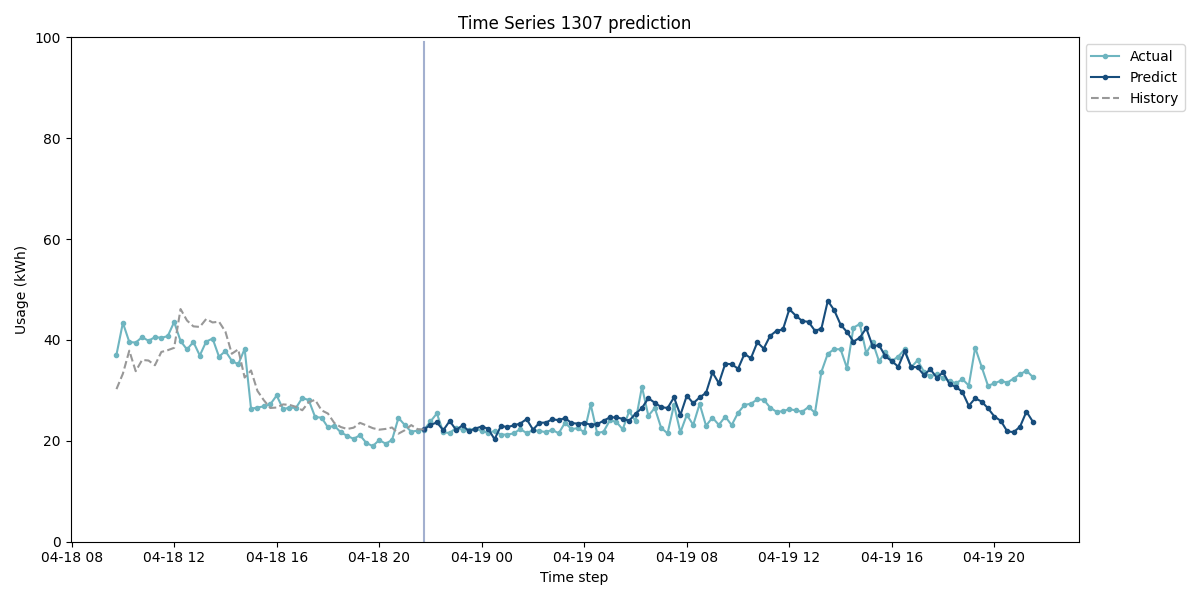 Time Series 1307 prediction
100
80
60
40
20
0
Usage (kWh)
04-18 08
04-18 12
04-18 16
04-18 20
04-19 00
04-19 04
04-19 08
04-19 12
04-19 16
04-19 20
Time step
Actual
Predict
History